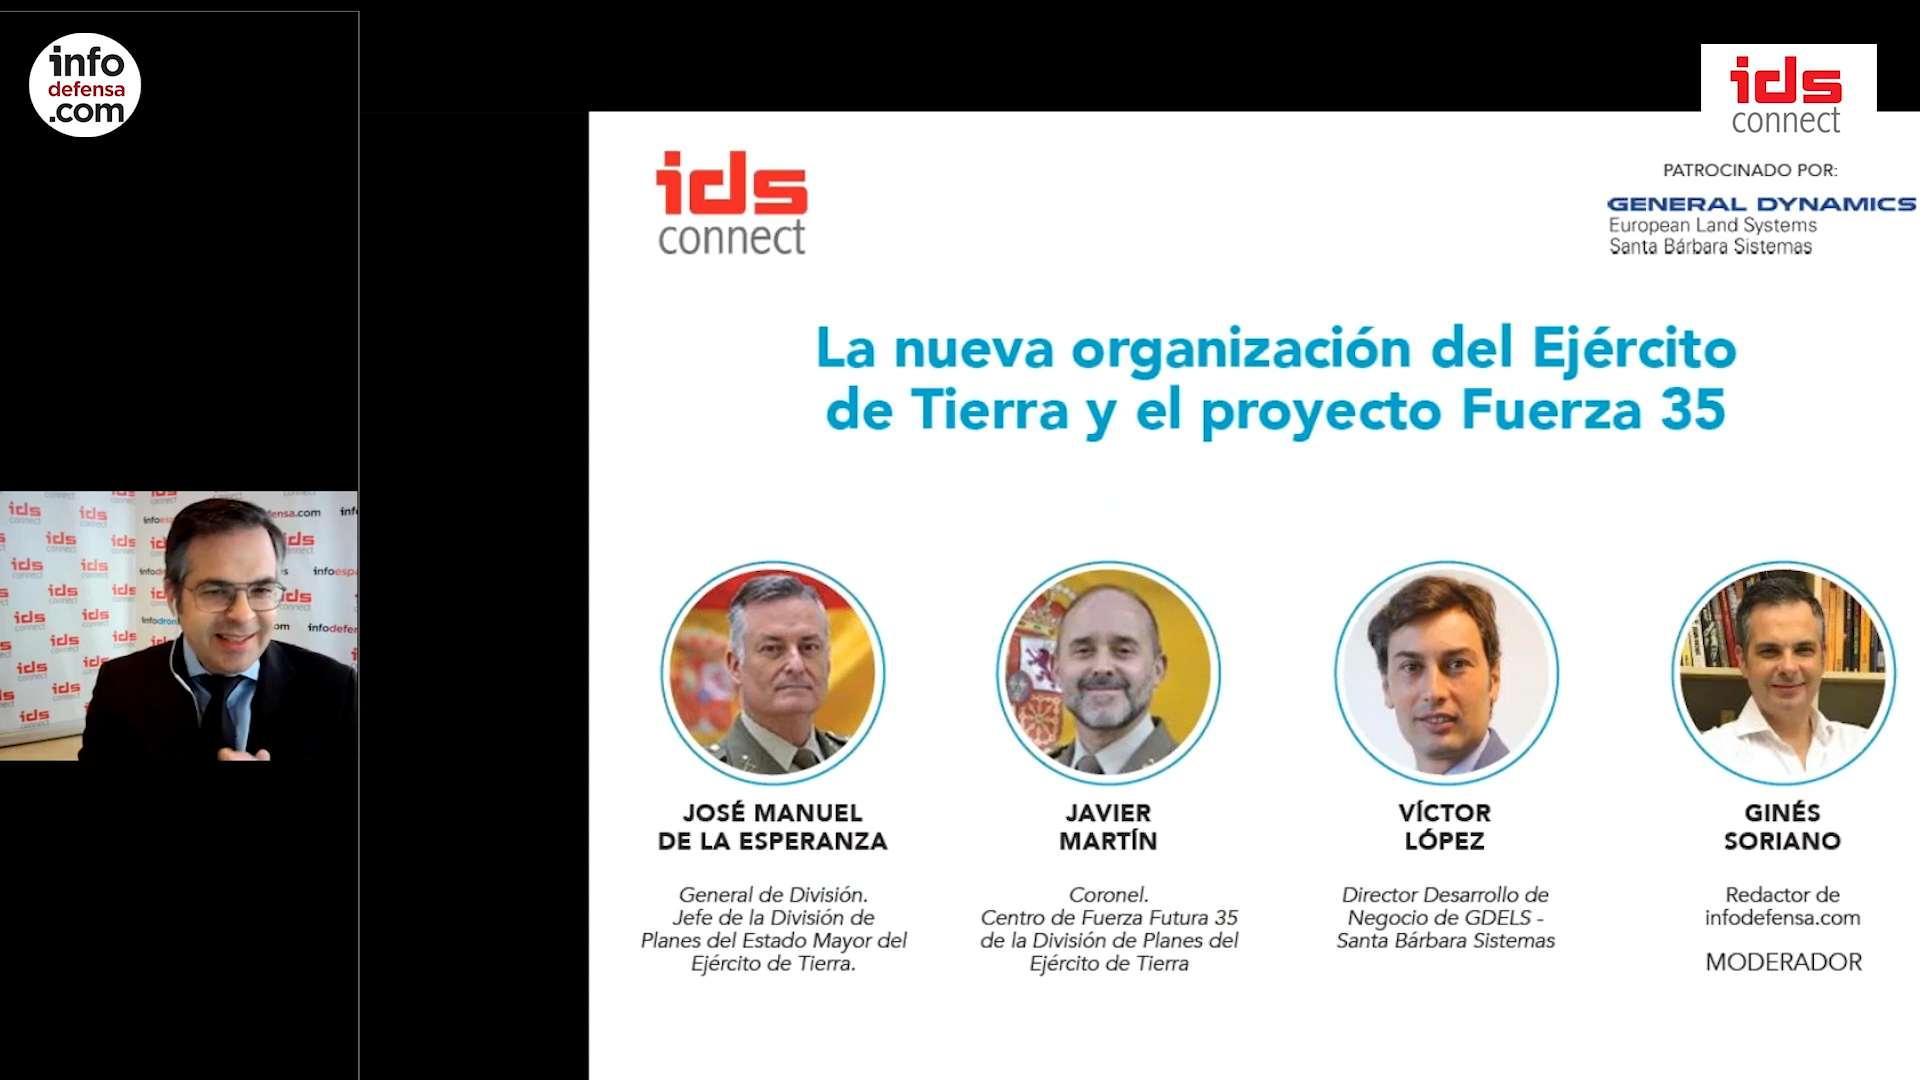 info
defensa
.com
ids
connect
ids
connect
PATROCINADO POR:
GENERAL DYNAMICS
European Land Systems
Santa Bárbara Sistemas
La nueva organización del Ejército
de Tierra y el proyecto Fuerza 35
JOSÉ MANUEL
DE LA ESPERANZA
General de División.
Jefe de la División de
Planes del Estado Mayor del
Ejército de Tierra.
JAVIER
MARTÍN
Coronel.
Centro de Fuerza Futura 35
de la División de Planes del
Ejército de Tierra
VÍCTOR
LÓPEZ
Director Desarrollo de
Negocio de GDELS -
Santa Bárbara Sistemas
GINÉS
SORIANO
Redactor de
infodefensa.com
MODERADOR
ids
connect